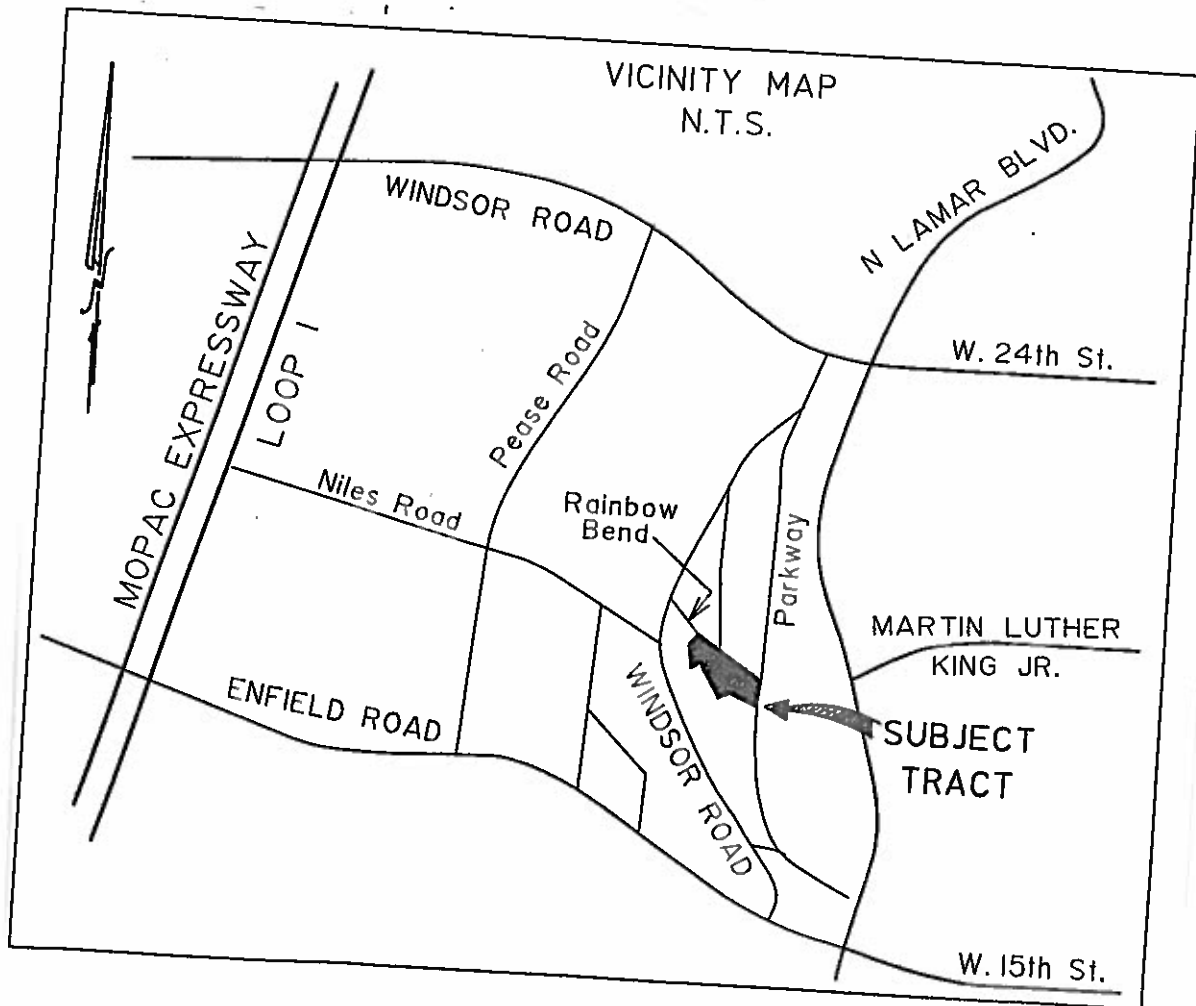 VICINITY MAP
N.T.S.
N LAMAR BLVD.
WINDSOR ROAD
W. 24th St.
MOPAC EXPRESSWAY
LOOP 1
Pease Road
Niles Road
Rainbow
Bend
Parkway
MARTIN LUTHER
KING JR.
ENFIELD ROAD
WINDSOR ROAD
SUBJECT
TRACT
W. 15th St.
N